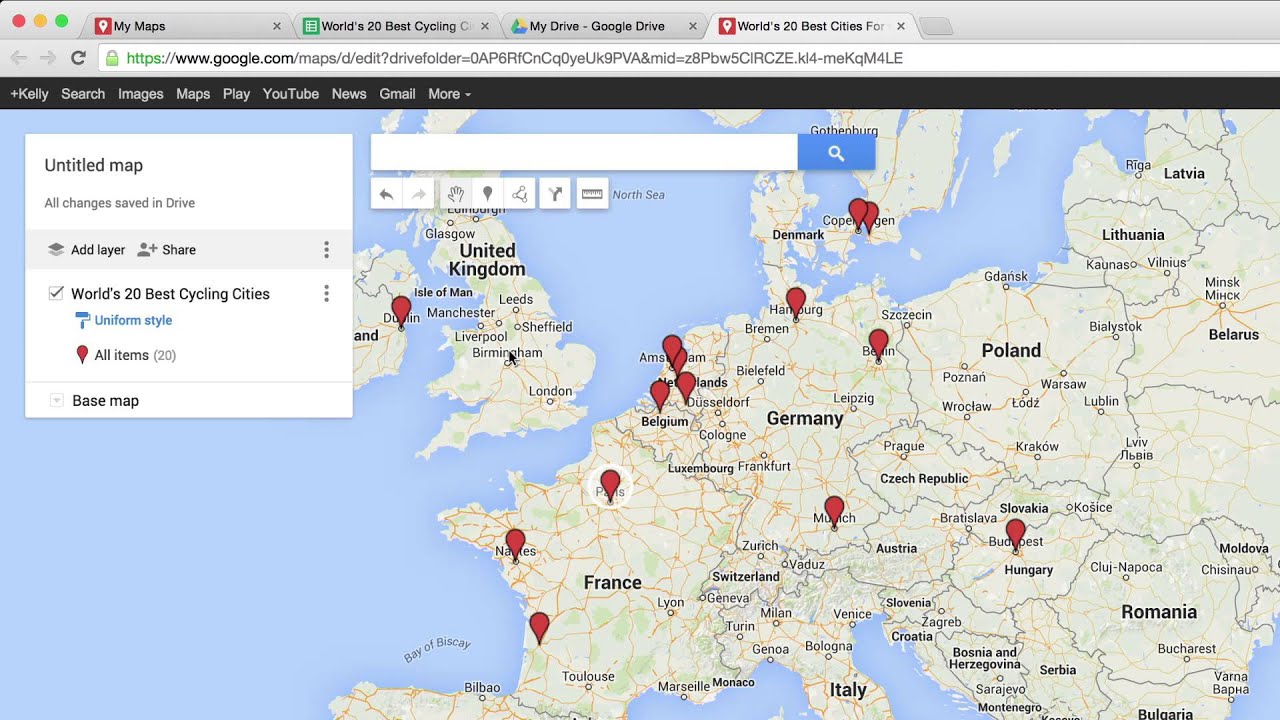 My Maps
World's 20 Best Cycling Ci
My Drive - Google Drive
World's 20 Best Cities For
https://www.google.com/maps/d/edit?drivefolder=0AP6RfCnCq0yeUk9PVA&mid=z8Pbw5ClRCZE.kl4-meKqM4LE
+Kelly Search Images Maps Play YouTube News Gmail More
Untitled map
All changes saved in Drive
Add layer Share
World's 20 Best Cycling Cities
Uniform style
All items (20)
Base map
Gothenburg
Rīga
Latvia
North Sea
Edinburgh
Glasgow
Copenhagen
Denmark
Lithuania
United
Kingdom
Kaunas
Vilnius
Gdańsk
Isle of Man
Leeds
Minsk
Мінск
Manchester
Dublin
Hamburg
Szczecin
Sheffield
Bremen
Białystok
Belarus
Liverpool
Birmingham
Amsterdam
Berlin
Poland
Netherlands
Bielefeld
Poznań
Warsaw
London
Düsseldorf
Leipzig
Wrocław
Łódź
Lublin
Belgium
Cologne
Germany
Prague
Kraków
Lviv
Львів
Luxembourg
Frankfurt
Czech Republic
Paris
Munich
Slovakia
Košice
Bratislava
Nantes
Zurich
Austria
Budapest
Moldova
Chisinau
Vaduz
Hungary
Cluj-Napoca
France
Switzerland
Geneva
Lyon
Milan
Venice
Slovenia
Zagreb
Romania
Turin
Croatia
Bay of Biscay
Genoa
Bologna
Bosnia and
Herzegovina
Bucharest
Toulouse
Serbia
Bilbao
Marseille
Monaco
Italy
Sarajevo
Varna
Варна
Montenegro
Bulgaria